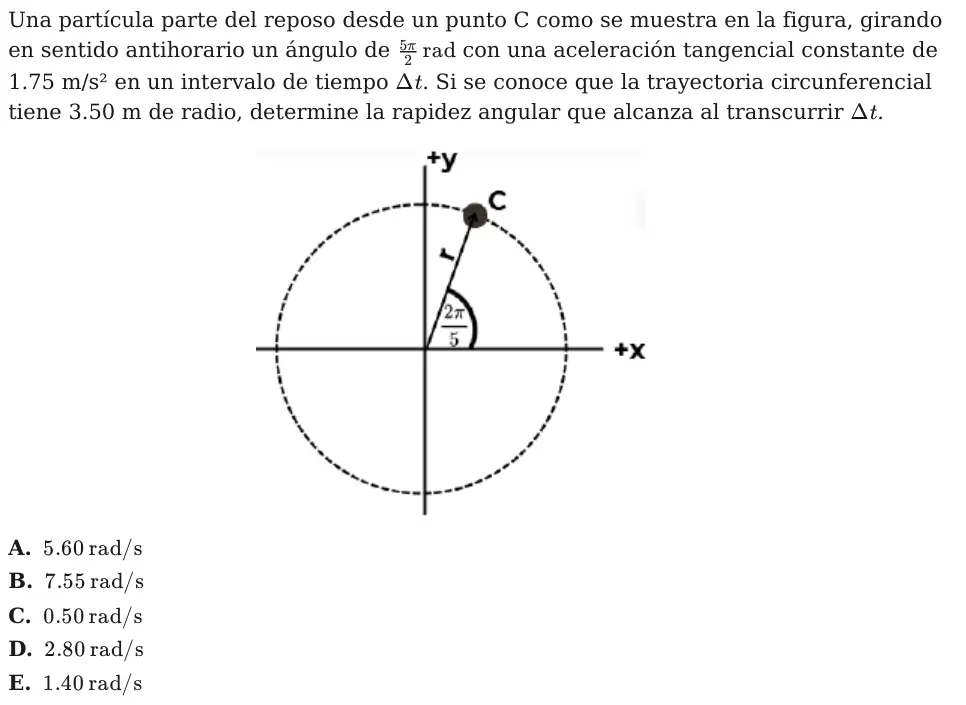 Una partícula parte del reposo desde un punto C como se muestra en la figura, girando
en sentido antihorario un ángulo de 5π/2 rad con una aceleración tangencial constante de
1.75 m/s² en un intervalo de tiempo Δt. Si se conoce que la trayectoria circunferencial
tiene 3.50 m de radio, determine la rapidez angular que alcanza al transcurrir Δt.
+y
C
r
2π/5
+x
A. 5.60 rad/s
B. 7.55 rad/s
C. 0.50 rad/s
D. 2.80 rad/s
E. 1.40 rad/s